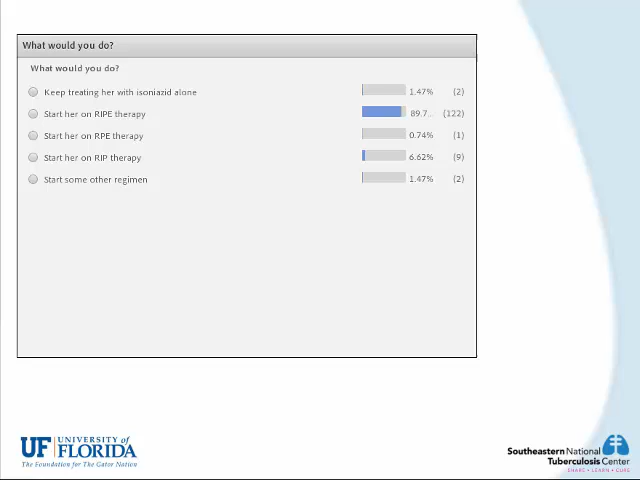 What would you do?
What would you do?
Keep treating her with isoniazid alone 1.47% (2)
Start her on RIPE therapy 89.7... (122)
Start her on RPE therapy 0.74% (1)
Start her on RIP therapy 6.62% (9)
Start some other regimen 1.47% (2)
UF UNIVERSITY of FLORIDA
The Foundation for The Gator Nation
Southeastern National
Tuberculosis Center
SHARE • LEARN • CURE